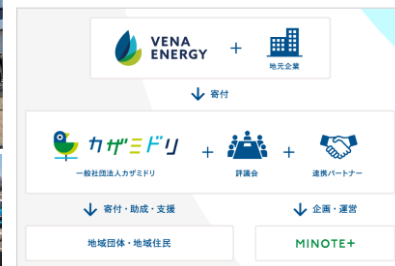 VENA
ENERGY
+
地元企業
寄付
カザミドリ
+
+
一般社団法人カザミドリ
評議会
連携パートナー
寄付・助成・支援
企画・運営
地域団体・地域住民
MINOTE+